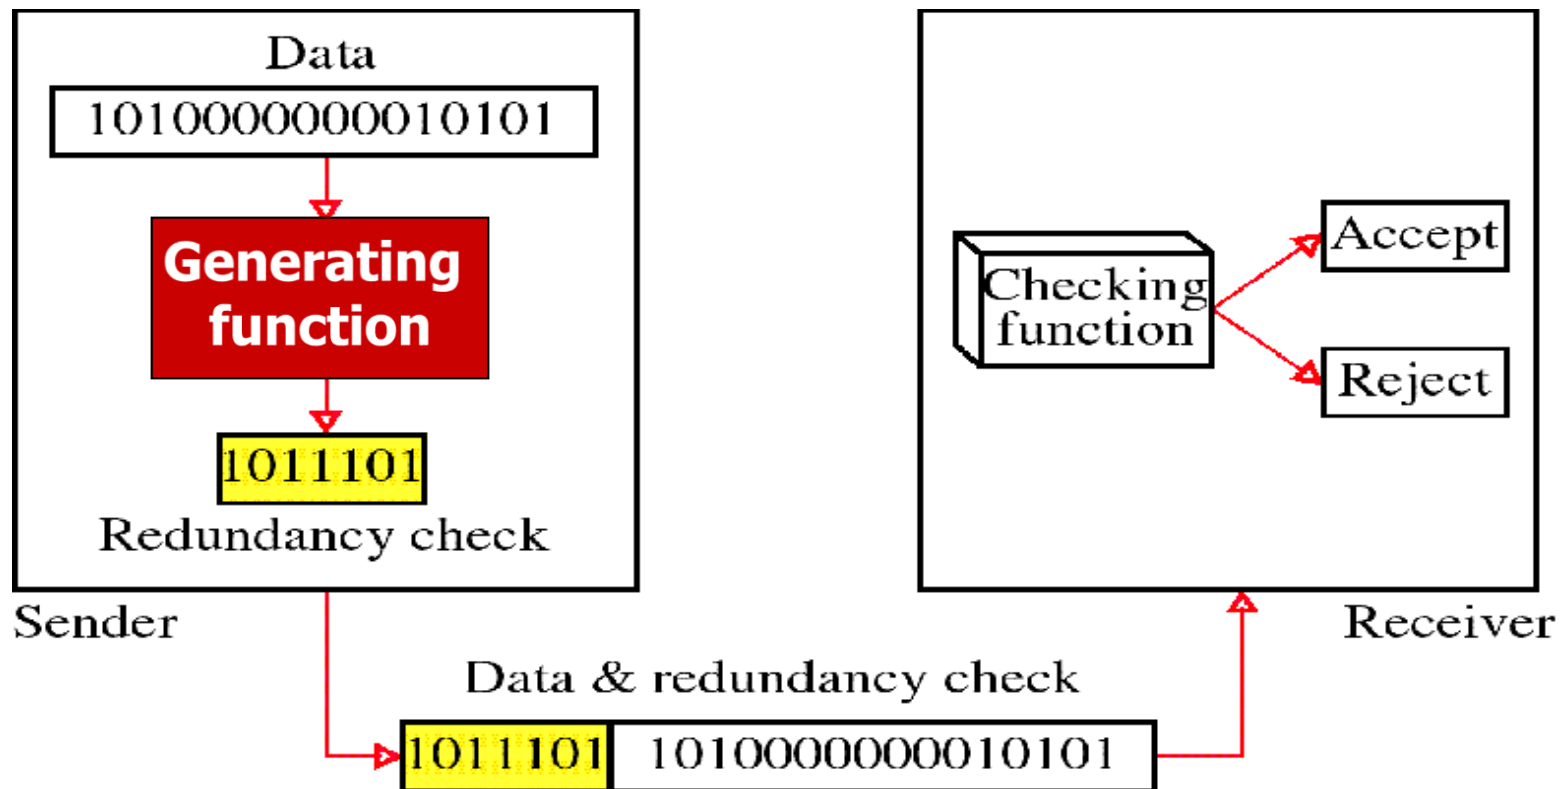 Data
1010000000010101
Generating
function
1011101
Redundancy check
Sender
Checking
function
Accept
Reject
Receiver
Data & redundancy check
1011101 1010000000010101